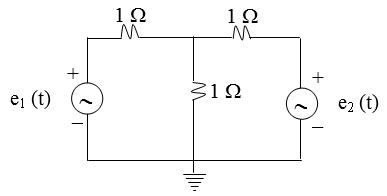 1 Ω 1 Ω
+ +
e₁ (t) 1 Ω e₂ (t)
– –